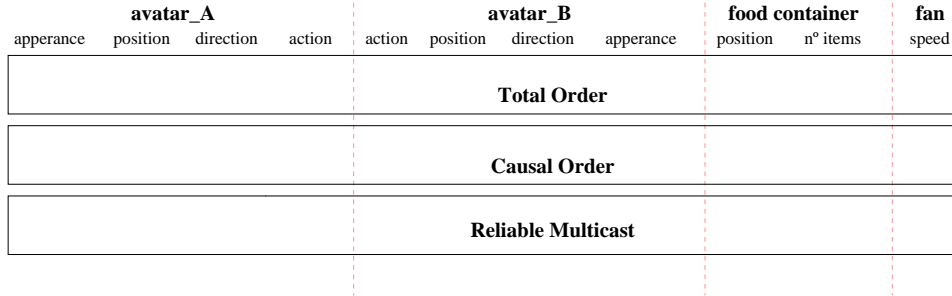 avatar_A avatar_B food container fan
apperance position direction action action position direction apperance position nº items speed
Total Order
Causal Order
Reliable Multicast